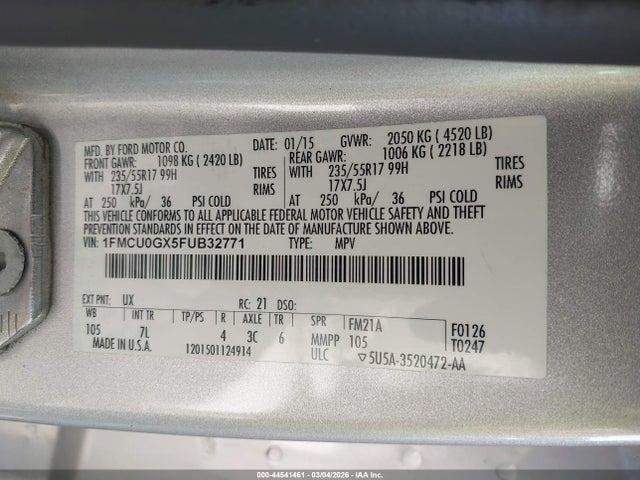 MFD. BY FORD MOTOR CO.
DATE: 01/15 GVWR: 2050 KG ( 4520 LB)
FRONT GAWR: 1098 KG ( 2420 LB)
REAR GAWR: 1006 KG ( 2218 LB)
WITH 235/55R17 99H TIRES
WITH 235/55R17 99H TIRES
17X7.5J RIMS
17X7.5J RIMS
AT 250 kPa/ 36 PSI COLD
AT 250 kPa/ 36 PSI COLD
THIS VEHICLE CONFORMS TO ALL APPLICABLE FEDERAL MOTOR VEHICLE SAFETY AND THEFT
PREVENTION STANDARDS IN EFFECT ON THE DATE OF MANUFACTURE SHOWN ABOVE.
VIN: 1FMCU0GX5FUB32771 TYPE: MPV
EXT PNT: UX RC: 21 DSO:
WB INT TR TP/PS R AXLE TR SPR FM21A F0126
105 7L 4 3C 6 MMPP 105 T0247
MADE IN U.S.A. 1201501124914 ULC ▽5U5A-3520472-AA
000-44541461 - 03/04/2026 - IAA Inc.